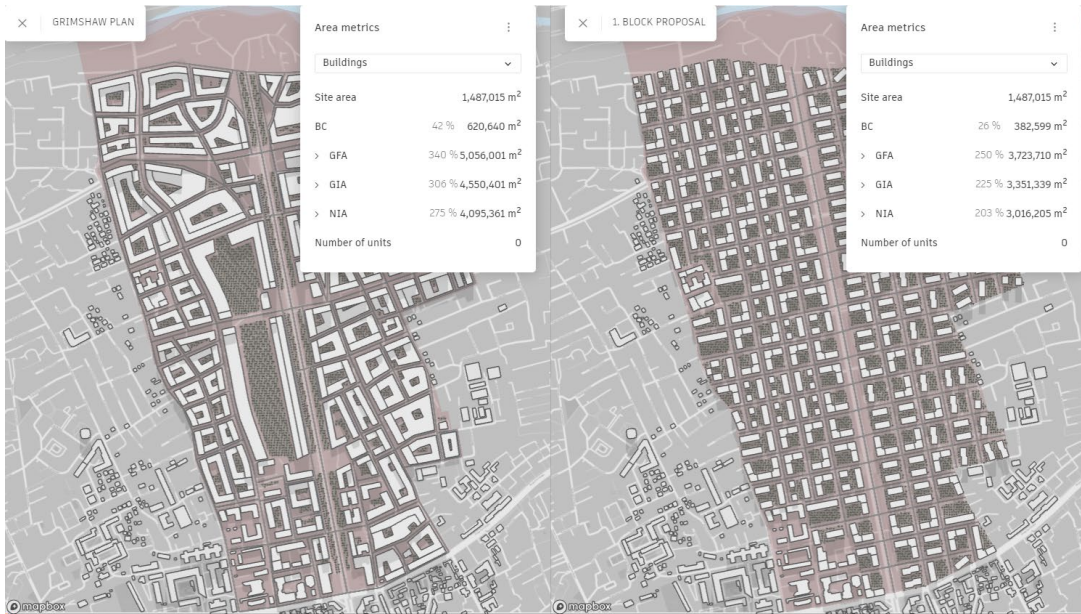 GRIMSHAW PLAN
Area metrics
Buildings
Site area 1,487,015 m²
BC 42 % 620,640 m²
GFA 340 % 5,056,001 m²
GIA 306 % 4,550,401 m²
NIA 275 % 4,095,361 m²
Number of units 0
mapbox
1. BLOCK PROPOSAL
Area metrics
Buildings
Site area 1,487,015 m²
BC 26 % 382,599 m²
GFA 250 % 3,723,710 m²
GIA 225 % 3,351,339 m²
NIA 203 % 3,016,205 m²
Number of units 0
mapbox